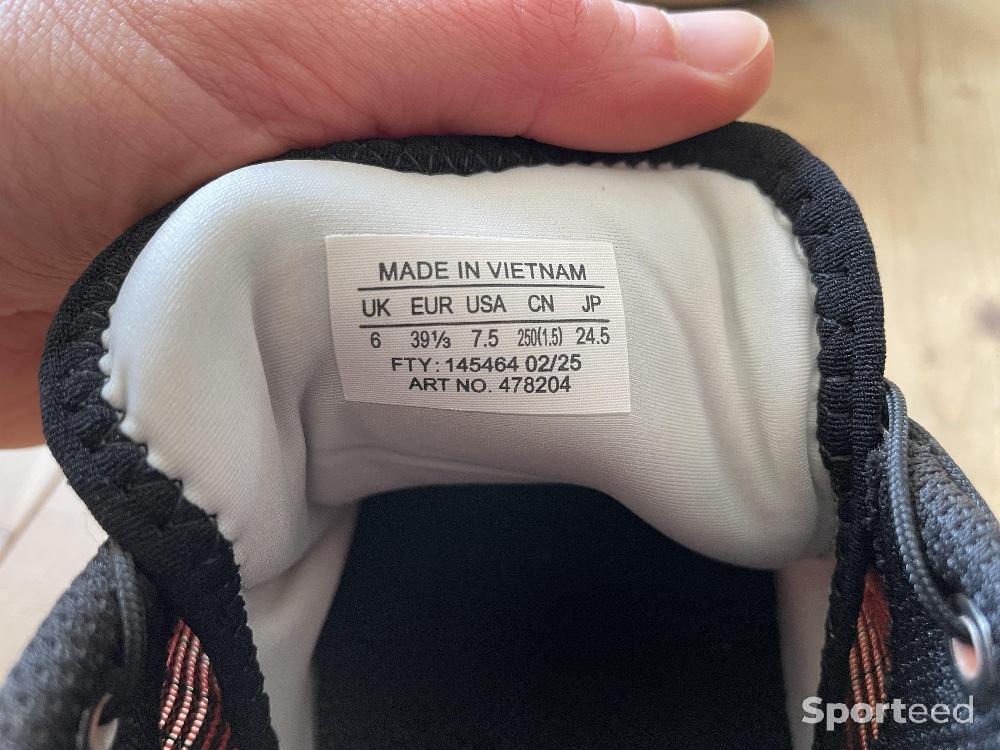 MADE IN VIETNAM
UK EUR USA CN JP
6 39⅓ 7.5 250(1.5) 24.5
FTY: 145464 02/25
ART NO. 478204
Sporteed